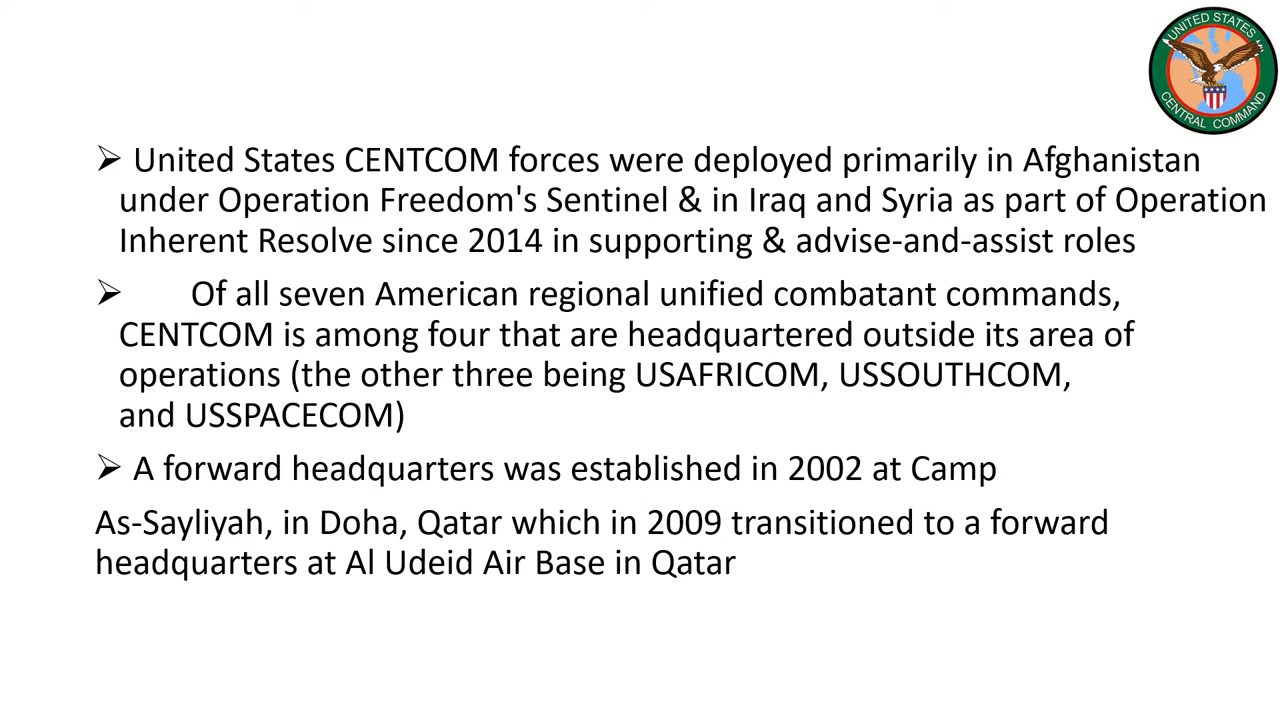 UNITED STATES
CENTRAL COMMAND
➢ United States CENTCOM forces were deployed primarily in Afghanistan
under Operation Freedom's Sentinel & in Iraq and Syria as part of Operation
Inherent Resolve since 2014 in supporting & advise-and-assist roles
➢ Of all seven American regional unified combatant commands,
CENTCOM is among four that are headquartered outside its area of
operations (the other three being USAFRICOM, USSOUTHCOM,
and USSPACECOM)
➢ A forward headquarters was established in 2002 at Camp
As-Sayliyah, in Doha, Qatar which in 2009 transitioned to a forward
headquarters at Al Udeid Air Base in Qatar